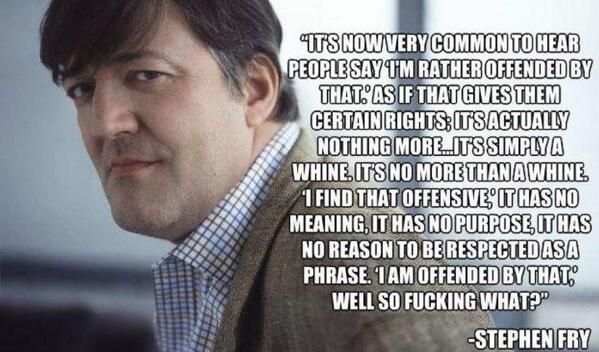 “IT'S NOW VERY COMMON TO HEAR
PEOPLE SAY 'I'M RATHER OFFENDED BY
THAT.' AS IF THAT GIVES THEM
CERTAIN RIGHTS; IT'S ACTUALLY
NOTHING MORE...IT'S SIMPLY A
WHINE. IT'S NO MORE THAN A WHINE.
'I FIND THAT OFFENSIVE,' IT HAS NO
MEANING, IT HAS NO PURPOSE, IT HAS
NO REASON TO BE RESPECTED AS A
PHRASE. 'I AM OFFENDED BY THAT,'
WELL SO FUCKING WHAT?”
-STEPHEN FRY